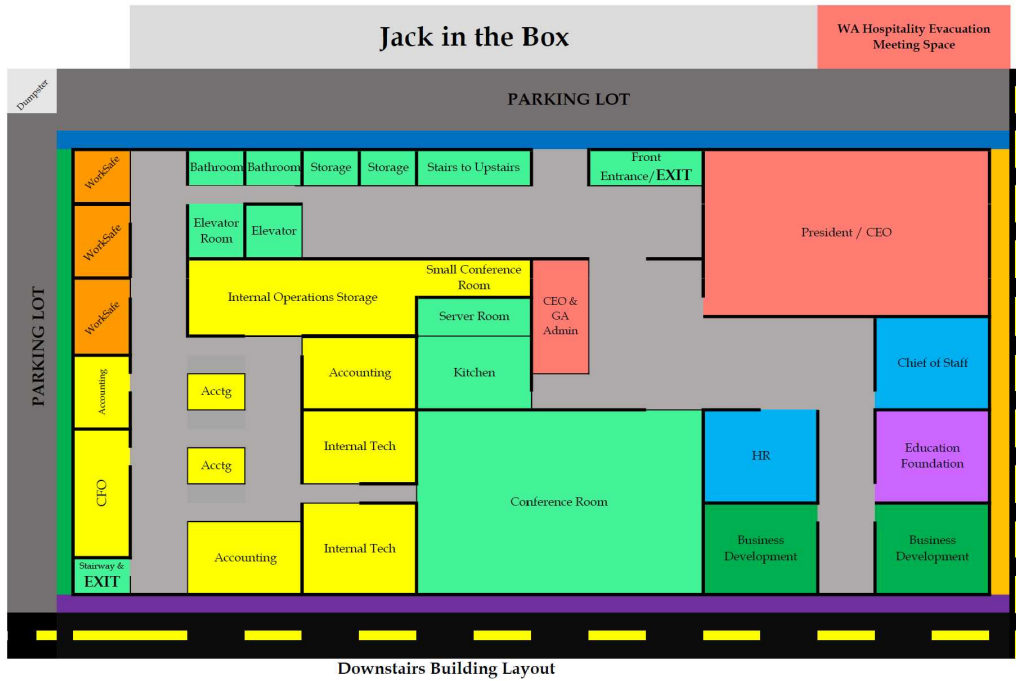 Jack in the Box
WA Hospitality Evacuation
Meeting Space
Dumpster
PARKING LOT
PARKING LOT
WorkSafe
Bathroom
Bathroom
Storage
Storage
Stairs to Upstairs
Front
Entrance/EXIT
WorkSafe
Elevator
Room
Elevator
President / CEO
Small Conference
Room
Internal Operations Storage
WorkSafe
Server Room
CEO &
GA
Admin
Accounting
Acctg
Accounting
Kitchen
Chief of Staff
Acctg
Internal Tech
HR
Education
Foundation
CFO
Conference Room
Stairway &
EXIT
Accounting
Internal Tech
Business
Development
Business
Development
Downstairs Building Layout